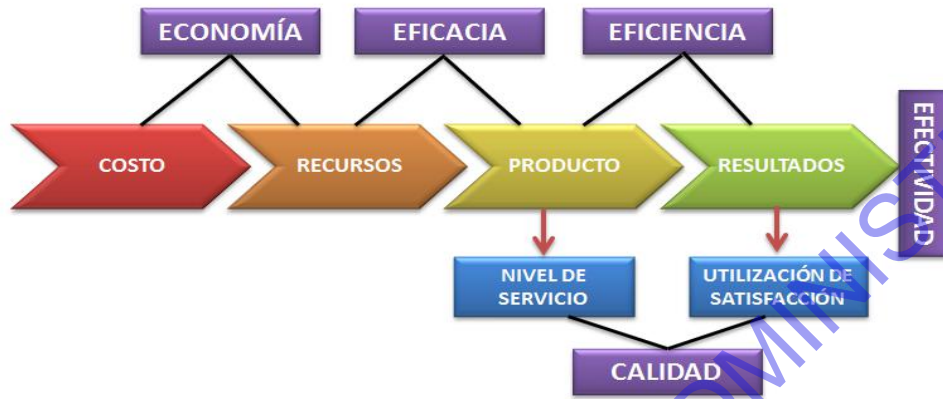 ECONOMÍA
EFICACIA
EFICIENCIA
COSTO
RECURSOS
PRODUCTO
RESULTADOS
EFECTIVIDAD
NIVEL DE
SERVICIO
UTILIZACIÓN DE
SATISFACCIÓN
CALIDAD